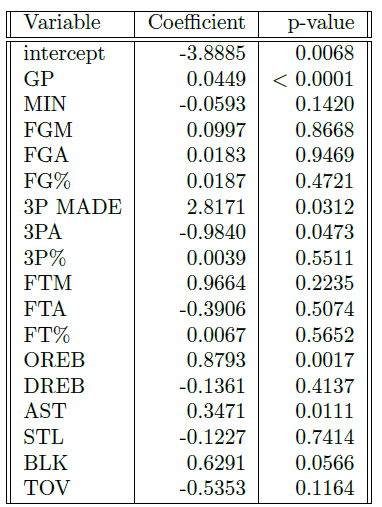 Variable Coefficient p-value
intercept -3.8885 0.0068
GP 0.0449 < 0.0001
MIN -0.0593 0.1420
FGM 0.0997 0.8668
FGA 0.0183 0.9469
FG% 0.0187 0.4721
3P MADE 2.8171 0.0312
3PA -0.9840 0.0473
3P% 0.0039 0.5511
FTM 0.9664 0.2235
FTA -0.3906 0.5074
FT% 0.0067 0.5652
OREB 0.8793 0.0017
DREB -0.1361 0.4137
AST 0.3471 0.0111
STL -0.1227 0.7414
BLK 0.6291 0.0566
TOV -0.5353 0.1164